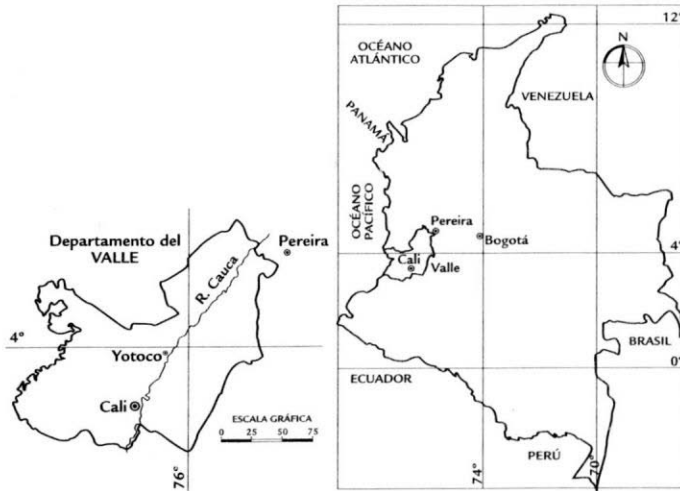 Departamento del
VALLE
Pereira
R. Cauca
4°
Yotoco
Cali
ESCALA GRÁFICA
0 25 50 75
76°
12°
OCÉANO
ATLÁNTICO
N
VENEZUELA
PANAMÁ
OCÉANO
PACÍFICO
Pereira
Bogotá
4°
Cali
Valle
BRASIL
0°
ECUADOR
PERÚ
74°
70°